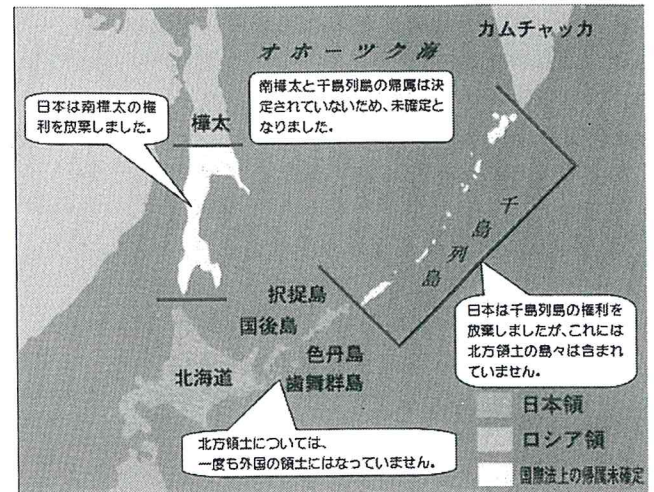 カムチャッカ
オホーツク海
南樺太と千島列島の帰属は決
定されていないため、未確定と
なりました。
日本は南樺太の権
利を放棄しました。
樺太
千島列島
択捉島
国後島
色丹島
歯舞群島
北海道
日本は千島列島の権利を
放棄しましたが、これには
北方領土の島々は含まれ
ていません。
北方領土については、
一度も外国の領土にはなっていません。
日本領
ロシア領
国際法上の帰属未確定